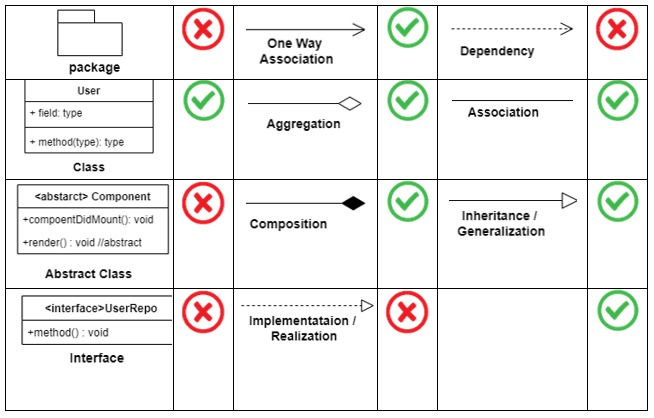 package
One Way
Association
Dependency
User
+ field: type
+ method(type): type
Class
Aggregation
Association
<abstarct> Component
+compoentDidMount(): void
+render() : void //abstract
Abstract Class
Composition
Inheritance /
Generalization
<interface>UserRepo
+method() : void
Interface
Implementataion /
Realization